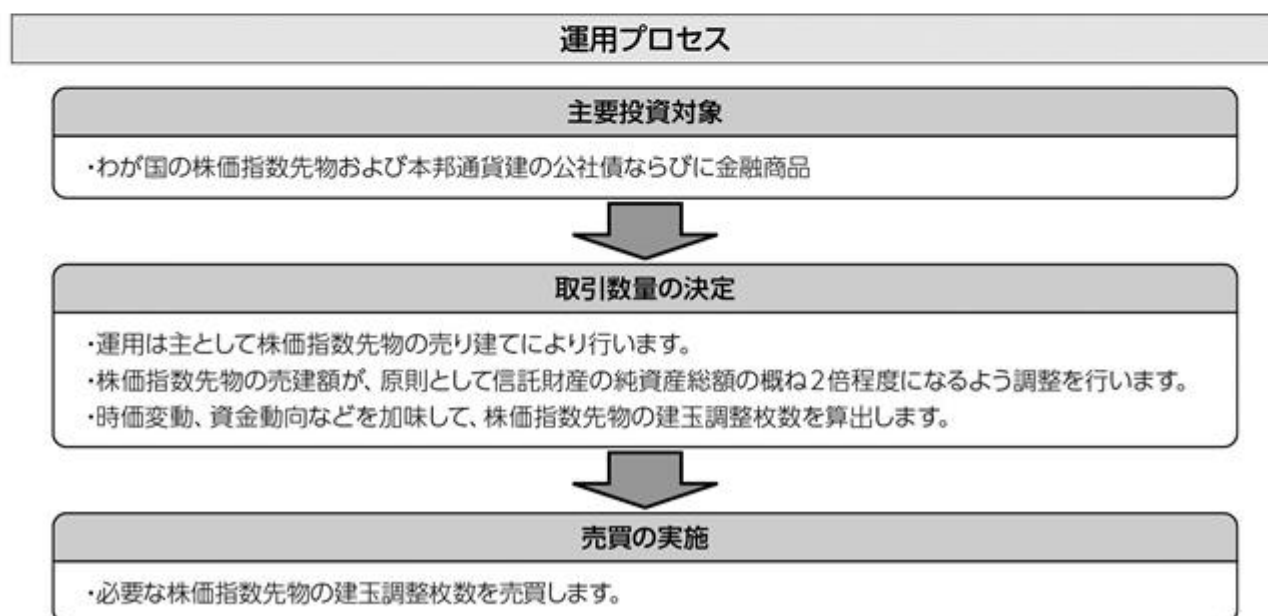 運用プロセス
主要投資対象
・わが国の株価指数先物および本邦通貨建の公社債ならびに金融商品
取引数量の決定
・運用は主として株価指数先物の売り建てにより行います。
・株価指数先物の売建額が、原則として信託財産の純資産総額の概ね2倍程度になるよう調整を行います。
・時価変動、資金動向などを加味して、株価指数先物の建玉調整枚数を算出します。
売買の実施
・必要な株価指数先物の建玉調整枚数を売買します。